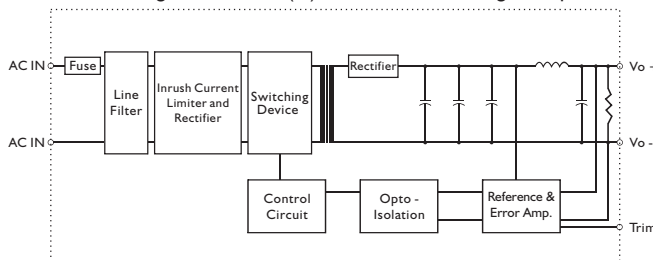 AC IN
Fuse
Line
Filter
Inrush Current
Limiter and
Rectifier
Switching
Device
Rectifier
Vo -
AC IN
Vo -
Control
Circuit
Opto -
Isolation
Reference &
Error Amp.
Trim